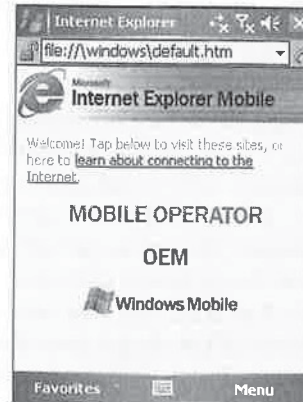 Internet Explorer
file://\windows\default.htm
Microsoft
Internet Explorer Mobile
Welcome! Tap below to visit these sites, or
here to learn about connecting to the
Internet.
MOBILE OPERATOR
OEM
Windows Mobile
Favorites
Menu